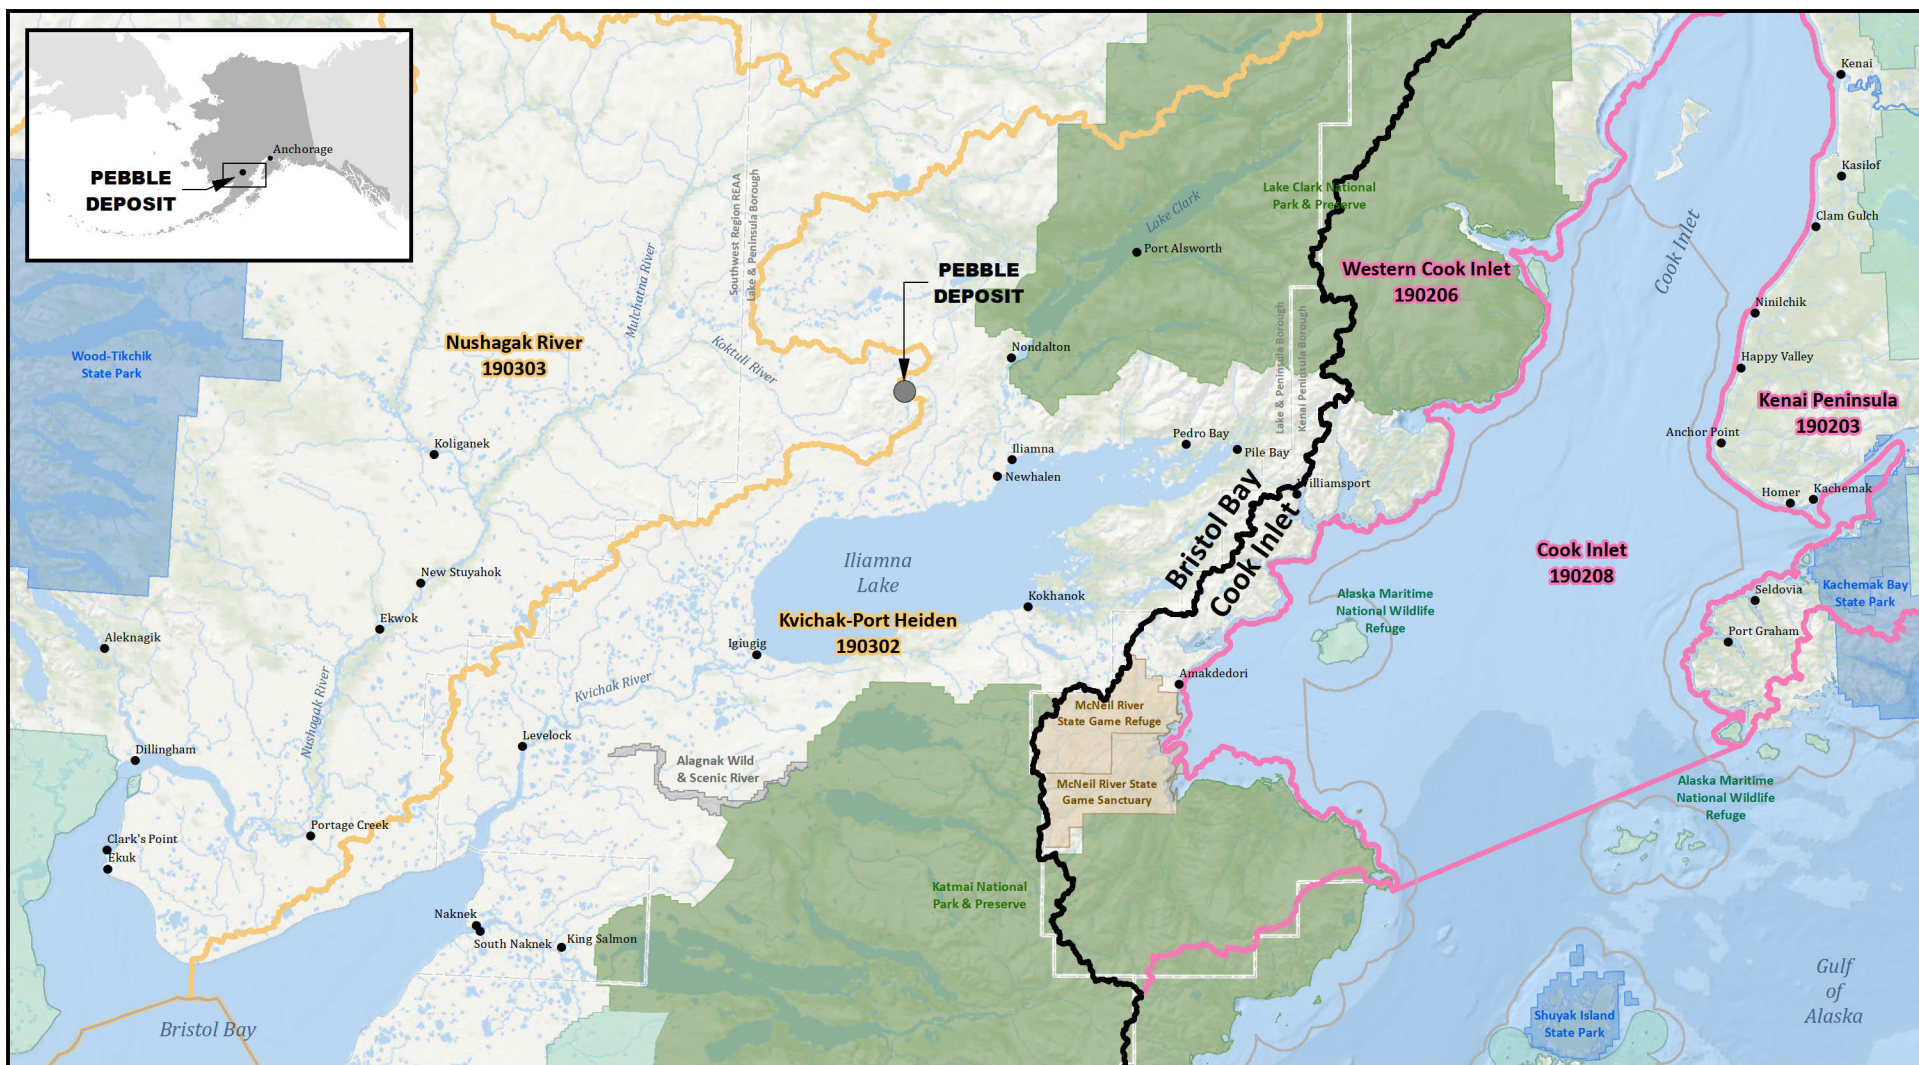 Anchorage
PEBBLE
DEPOSIT
Kenai
Kasilof
Clam Gulch
Lake Clark National
Park & Preserve
Lake Clark
Port Alsworth
Southwest Region REAA
Lake & Peninsula Borough
Mulchatna River
Cook Inlet
PEBBLE
DEPOSIT
Western Cook Inlet
190206
Ninilchik
Nushagak River
190303
Koktuli River
Nondalton
Lake & Peninsula Borough
Kenai Peninsula Borough
Wood-Tikchik
State Park
Happy Valley
Kenai Peninsula
190203
Koliganek
Iliamna
Newhalen
Pedro Bay
Pile Bay
Anchor Point
Williamsport
Homer
Kachemak
Bristol Bay
Cook Inlet
Iliamna
Lake
Cook Inlet
190208
New Stuyahok
Ekwok
Aleknagik
Kokhanok
Kvichak-Port Heiden
190302
Igiugig
Alaska Maritime
National Wildlife
Refuge
Seldovia
Kachemak Bay
State Park
Port Graham
Nushagak River
Kvichak River
Amakdedori
McNeil River
State Game Refuge
Dillingham
Levelock
Alagnak Wild
& Scenic River
McNeil River State
Game Sanctuary
Alaska Maritime
National Wildlife
Refuge
Clark's Point
Ekuk
Portage Creek
Katmai National
Park & Preserve
Naknek
South Naknek
King Salmon
Gulf
of
Alaska
Bristol Bay
Shuyak Island
State Park